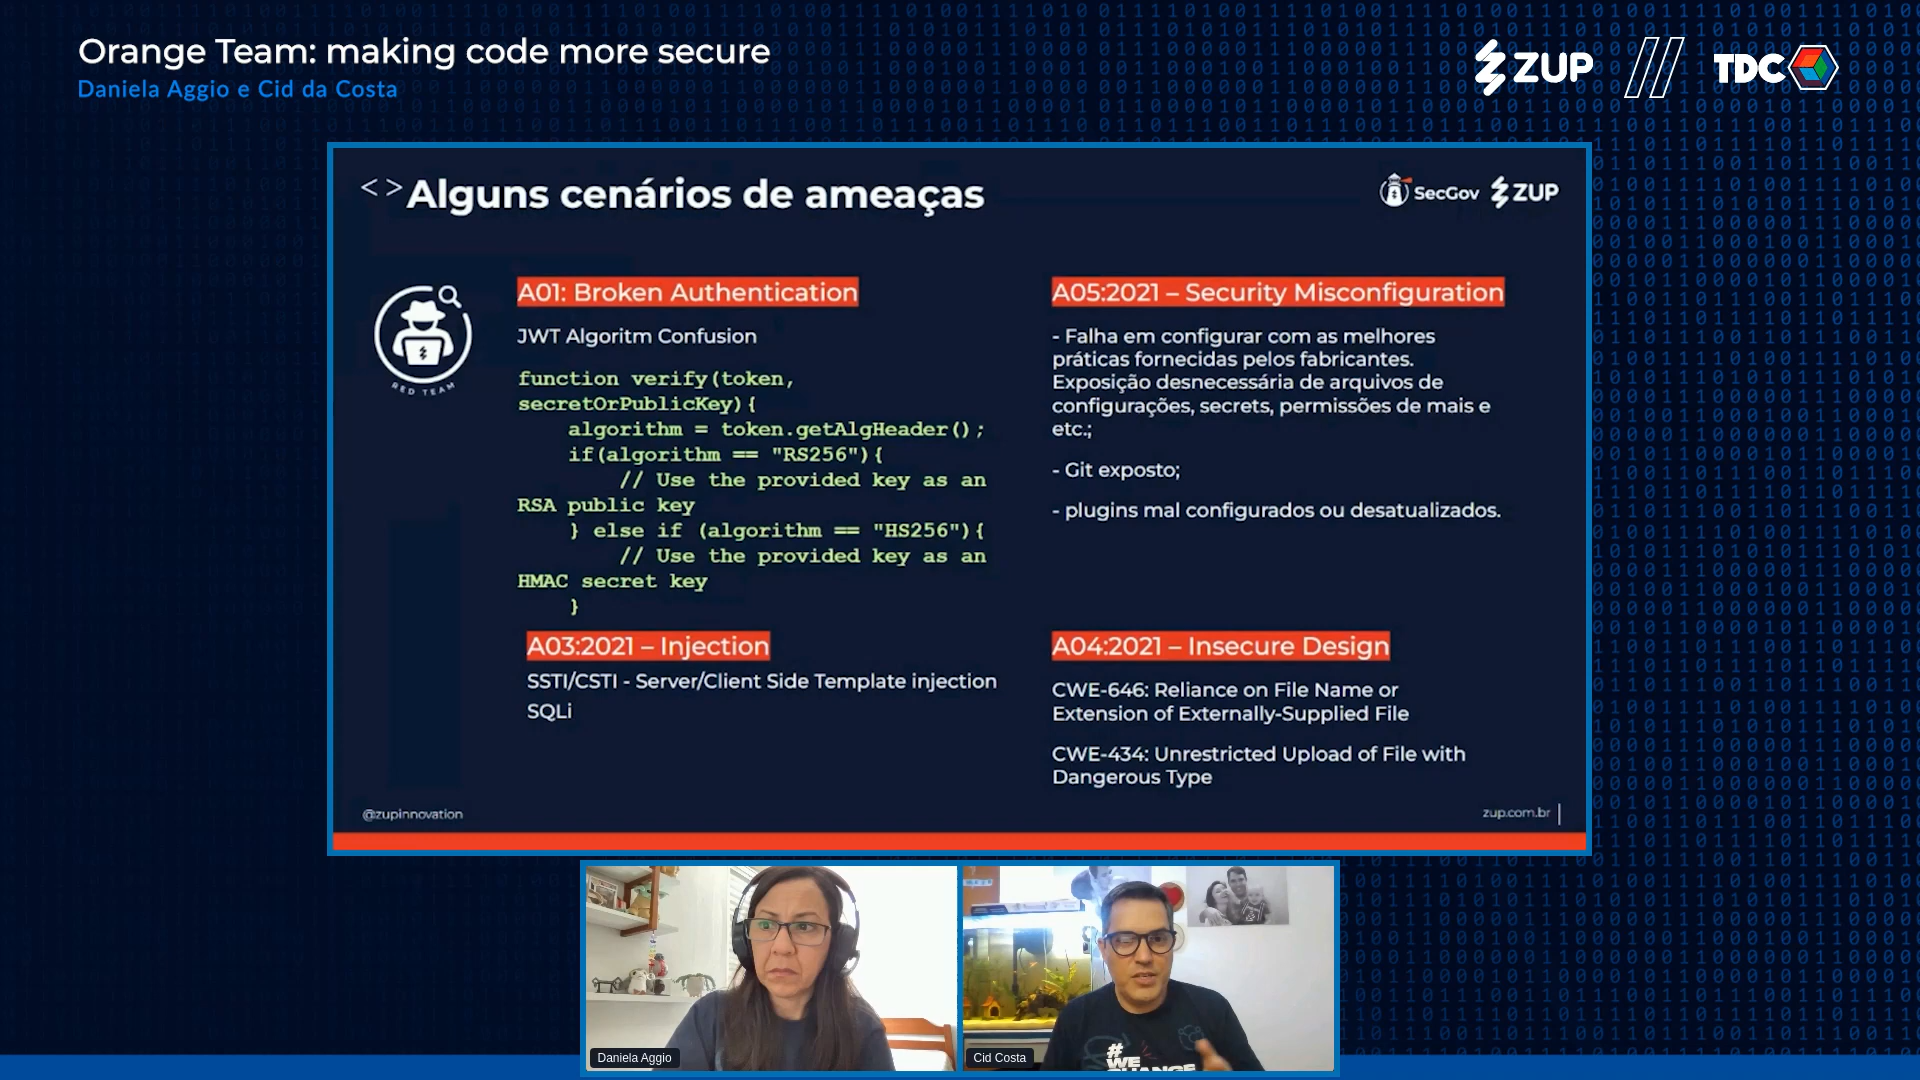 Orange Team: making code more secure
Daniela Aggio e Cid da Costa
ZUP
TDC
<> Alguns cenários de ameaças
SecGov ZUP
RED TEAM
A01: Broken Authentication
JWT Algoritm Confusion
function verify(token,
secretOrPublicKey){
algorithm = token.getAlgHeader();
if(algorithm == "RS256"){
// Use the provided key as an
RSA public key
} else if (algorithm == "HS256"){
// Use the provided key as an
HMAC secret key
}
A03:2021 – Injection
SSTI/CSTI - Server/Client Side Template injection
SQLi
A05:2021 – Security Misconfiguration
- Falha em configurar com as melhores
práticas fornecidas pelos fabricantes.
Exposição desnecessária de arquivos de
configurações, secrets, permissões de mais e
etc.;
- Git exposto;
- plugins mal configurados ou desatualizados.
A04:2021 – Insecure Design
CWE-646: Reliance on File Name or
Extension of Externally-Supplied File
CWE-434: Unrestricted Upload of File with
Dangerous Type
@zupinnovation
zup.com.br
Daniela Aggio
Cid Costa
#
WE
CHANGE